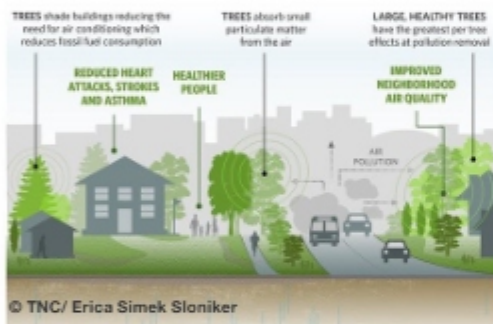 TREES shade buildings reducing the
need for air conditioning which
reduces fossil fuel consumption
TREES absorb small
particulate matter
from the air
LARGE, HEALTHY TREES
have the greatest per tree
effects at pollution removal
REDUCED HEART
ATTACKS, STROKES
AND ASTHMA
HEALTHIER
PEOPLE
IMPROVED
NEIGHBORHOOD
AIR QUALITY
AIR
POLLUTION
© TNC/ Erica Simek Sloniker